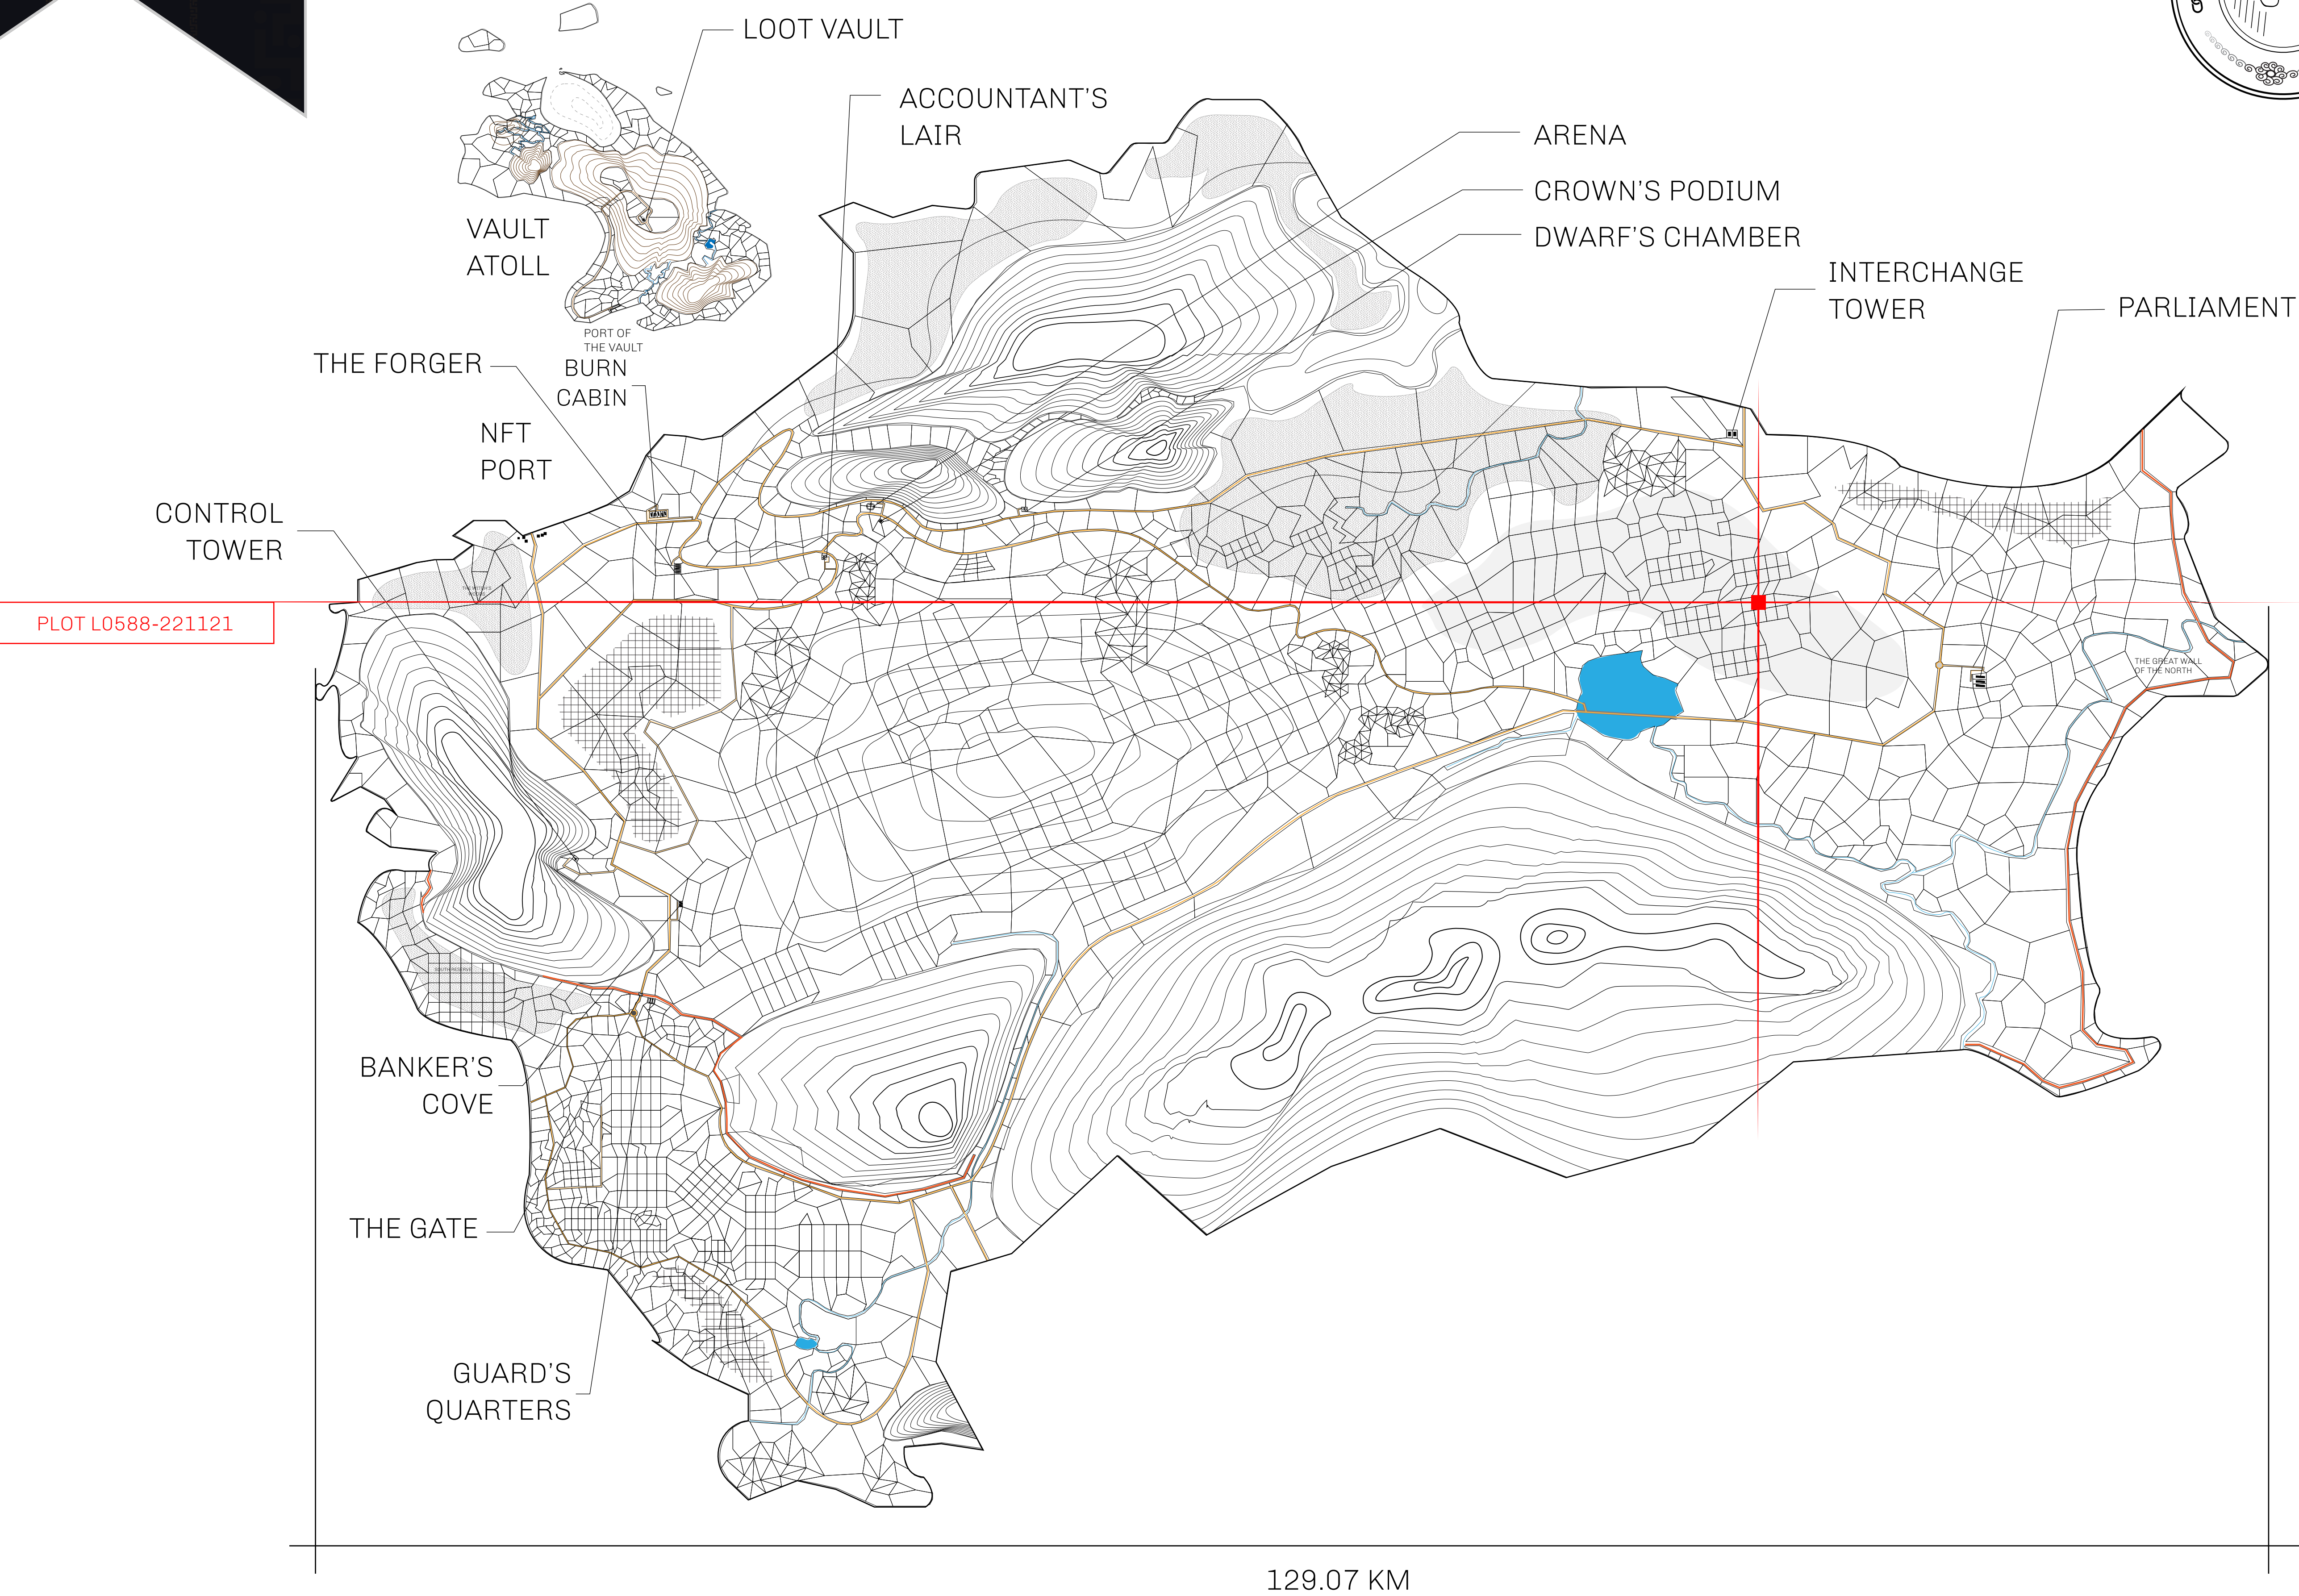 LOOT VAULT
ACCOUNTANT'S
LAIR
ARENA
CROWN'S PODIUM
DWARF'S CHAMBER
INTERCHANGE
TOWER
PARLIAMENT
VAULT
ATOLL
PORT OF
THE VAULT
THE FORGER
BURN
CABIN
NFT
PORT
CONTROL
TOWER
PLOT L0588-221121
THE GREAT WALL
OF THE NORTH
SOUTH RESERVE
BANKER'S
COVE
THE GATE
GUARD'S
QUARTERS
129.07 KM